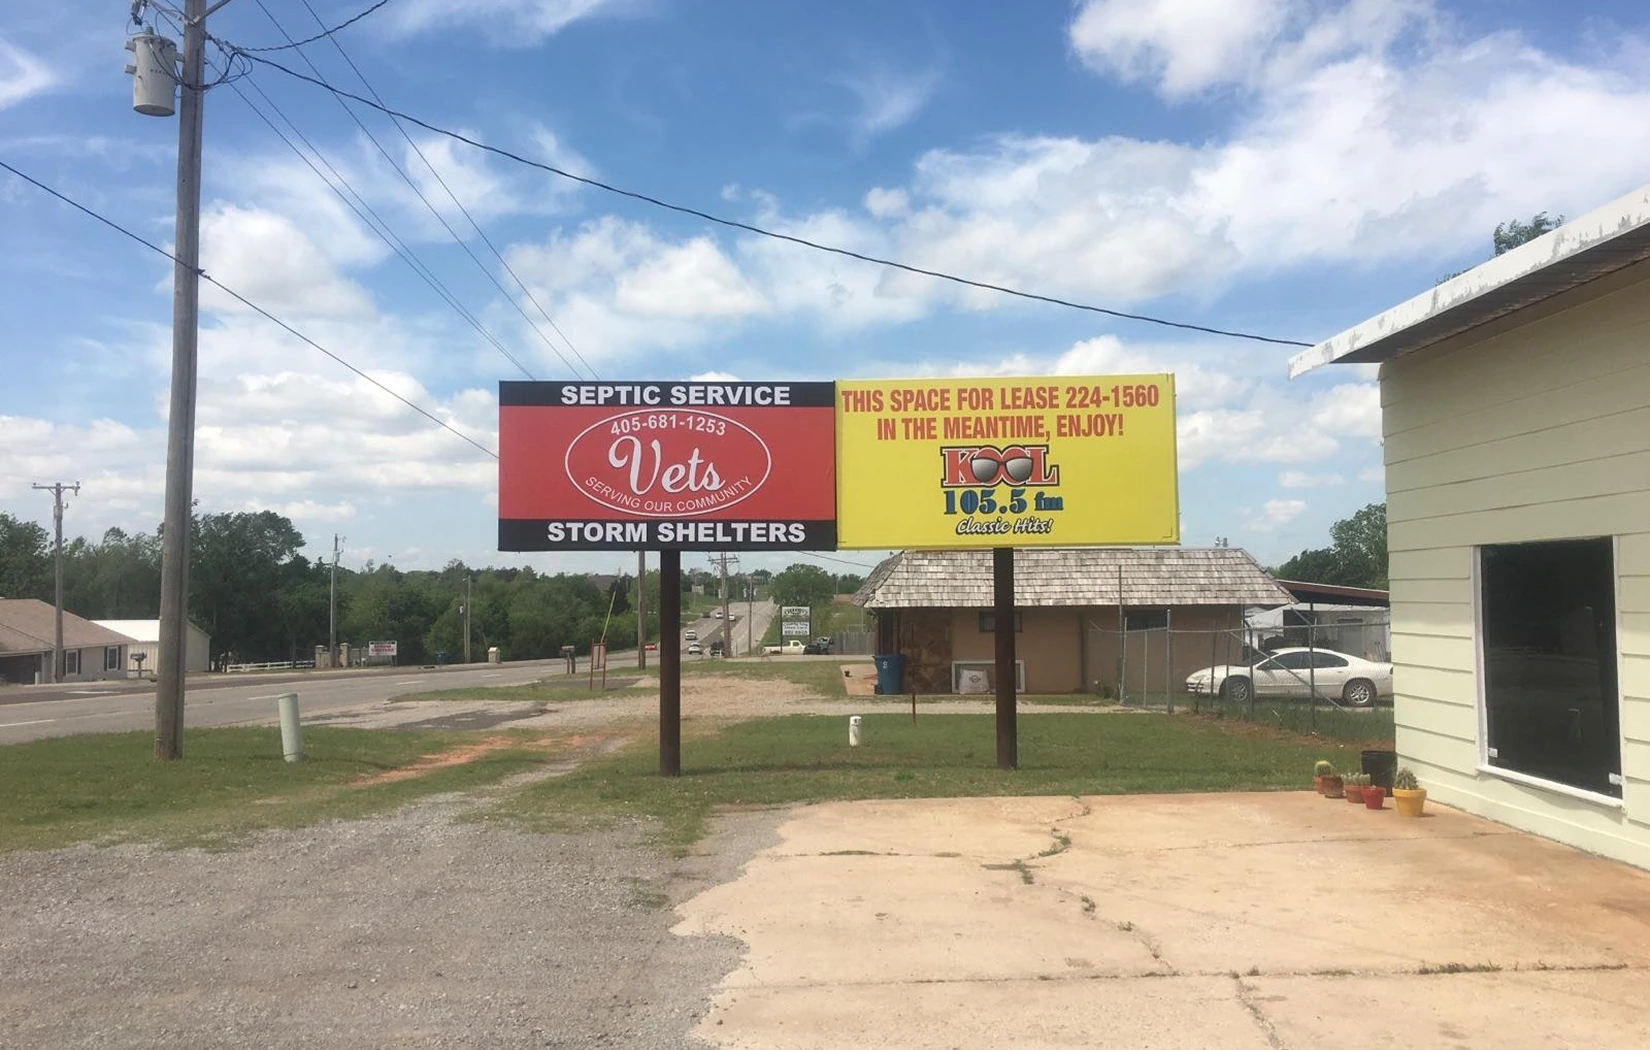 SEPTIC SERVICE
405-681-1253
Vets
SERVING OUR COMMUNITY
STORM SHELTERS
THIS SPACE FOR LEASE 224-1560
IN THE MEANTIME, ENJOY!
KOOL
105.5 fm
Classic Hits!